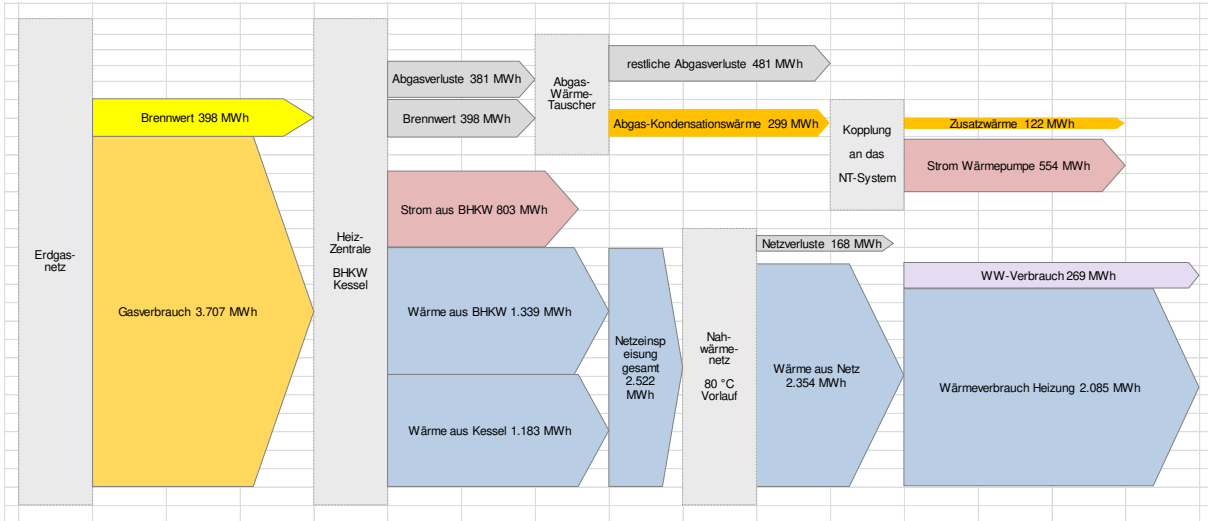 Erdgas-
netz
Brennwert 398 MWh
Gasverbrauch 3.707 MWh
Heiz-
Zentrale
BHKW
Kessel
Abgasverluste 381 MWh
Brennwert 398 MWh
Strom aus BHKW 803 MWh
Wärme aus BHKW 1.339 MWh
Wärme aus Kessel 1.183 MWh
Abgas-
Wärme-
Tauscher
restliche Abgasverluste 481 MWh
Abgas-Kondensationswärme 299 MWh
Netzeinsp
eisung
gesamt
2.522
MWh
Nah-
wärme-
netz
80 °C
Vorlauf
Kopplung
an das
NT-System
Zusatzwärme 122 MWh
Strom Wärmepumpe 554 MWh
Netzverluste 168 MWh
Wärme aus Netz
2.354 MWh
WW-Verbrauch 269 MWh
Wärmeverbrauch Heizung 2.085 MWh